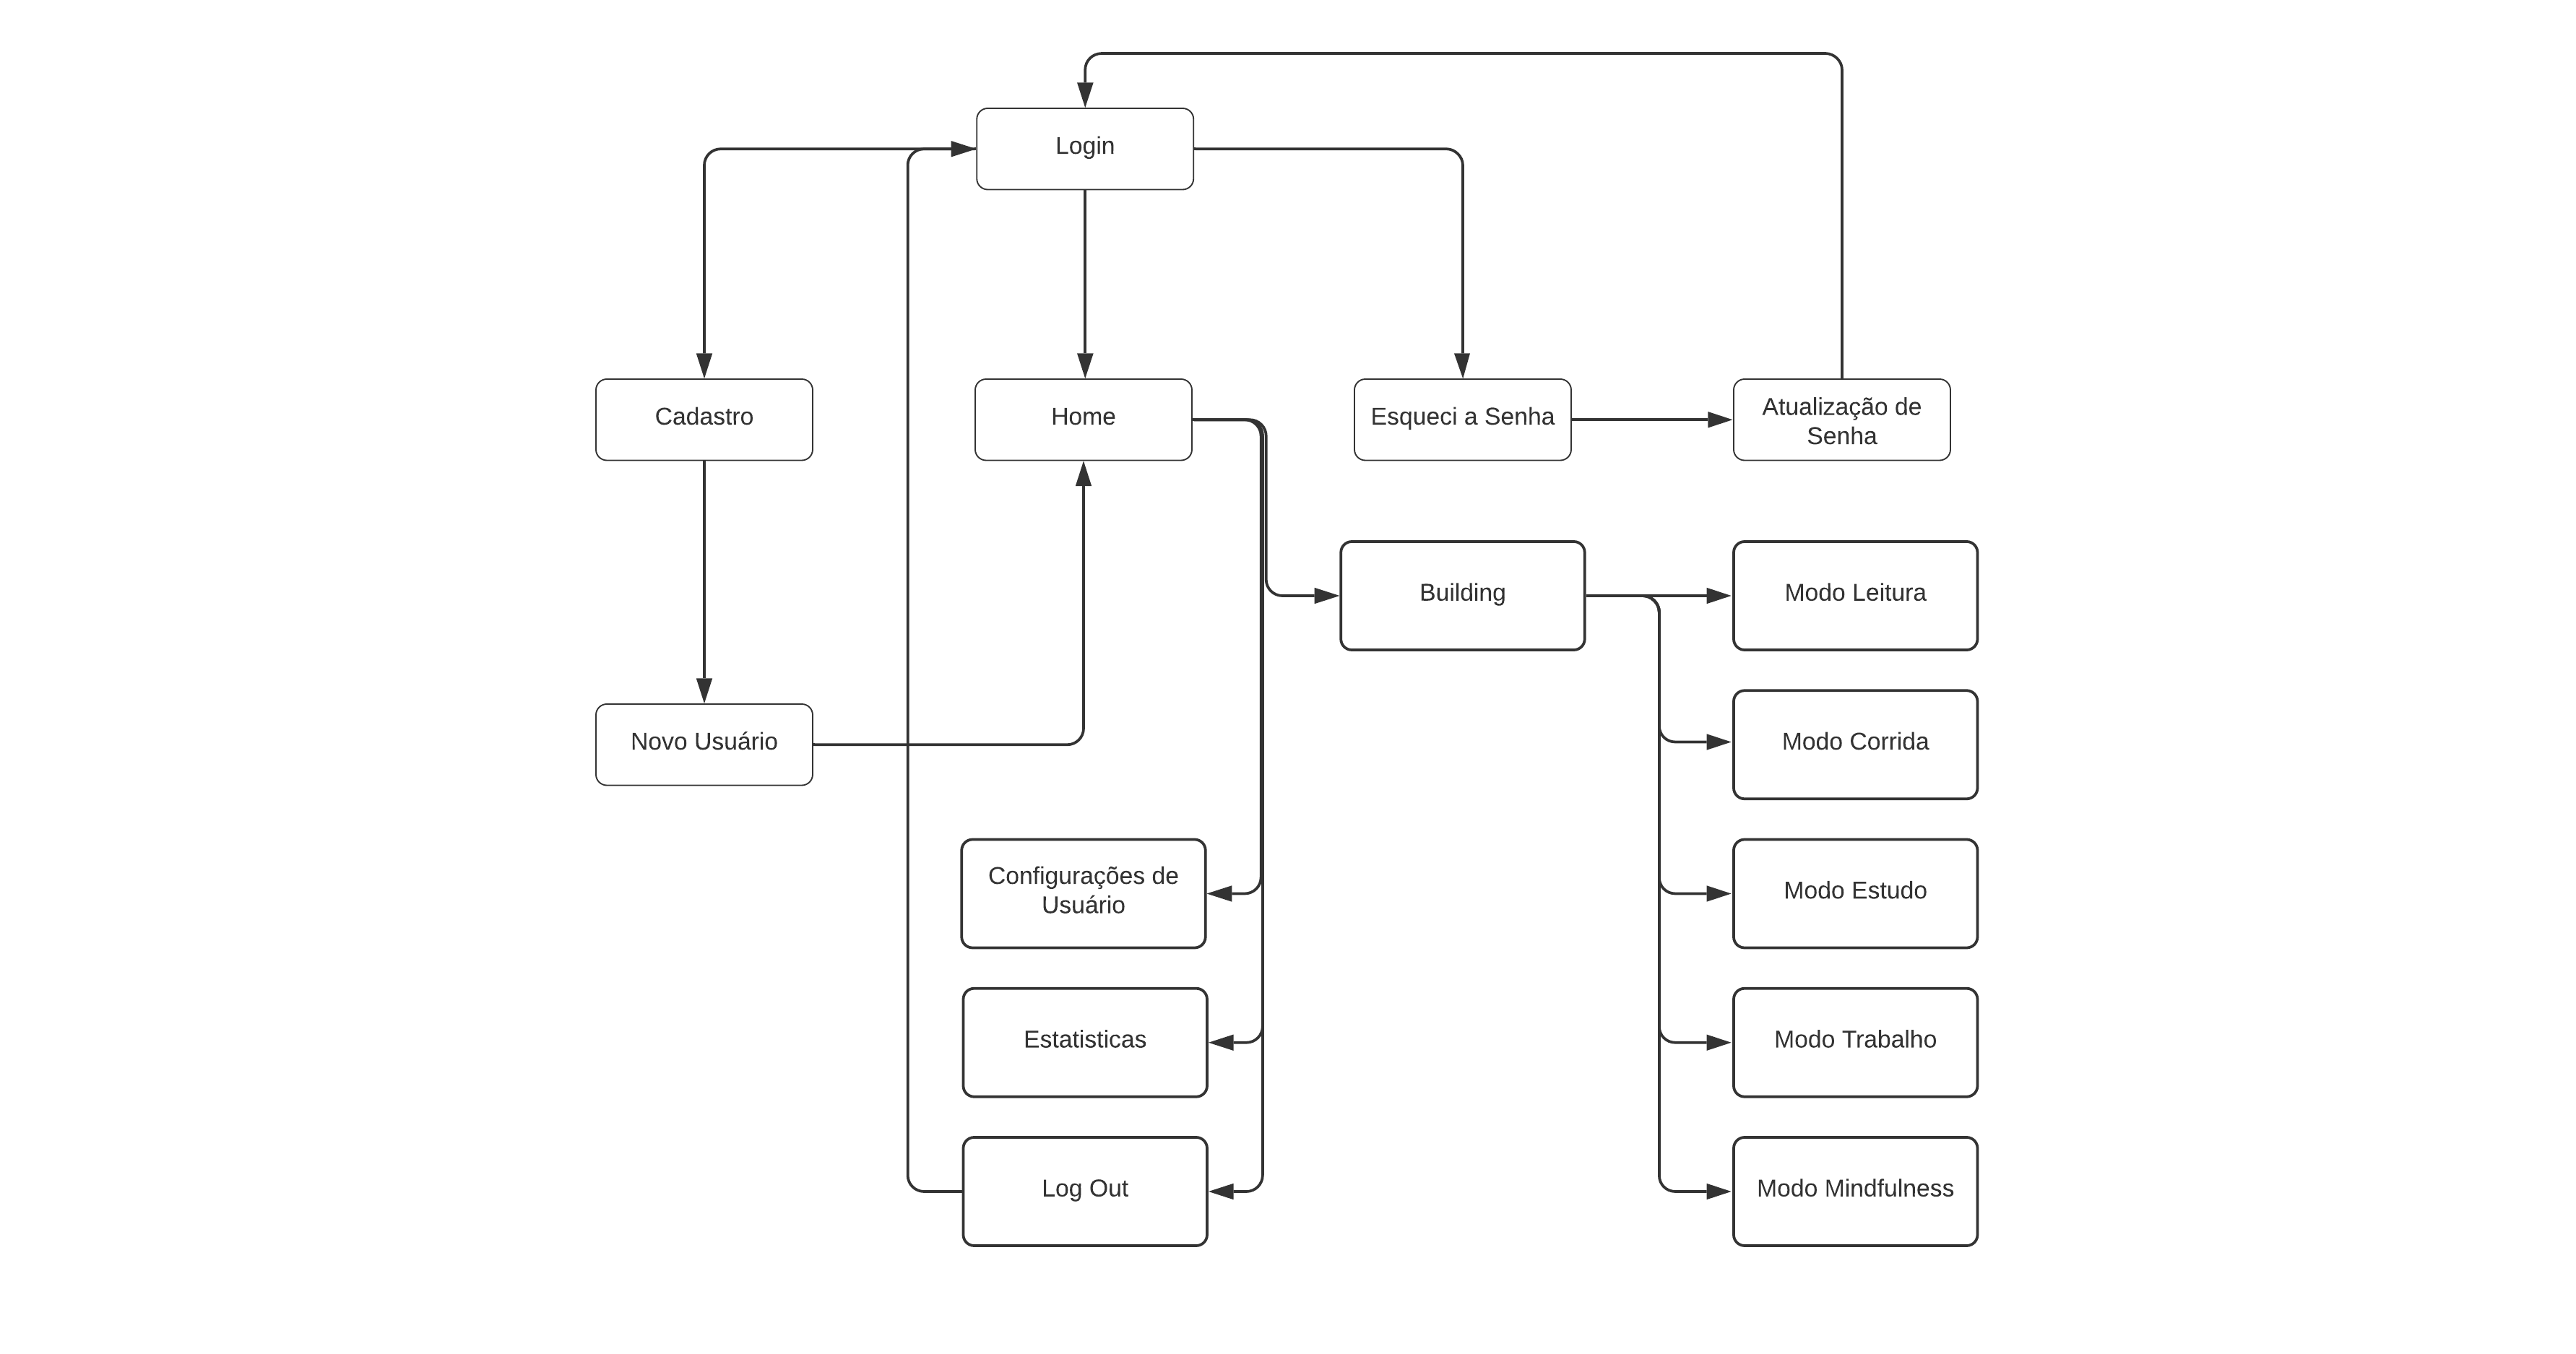 Login
Cadastro
Home
Esqueci a Senha
Atualização de
Senha
Building
Modo Leitura
Novo Usuário
Modo Corrida
Configurações de
Usuário
Modo Estudo
Estatisticas
Modo Trabalho
Log Out
Modo Mindfulness